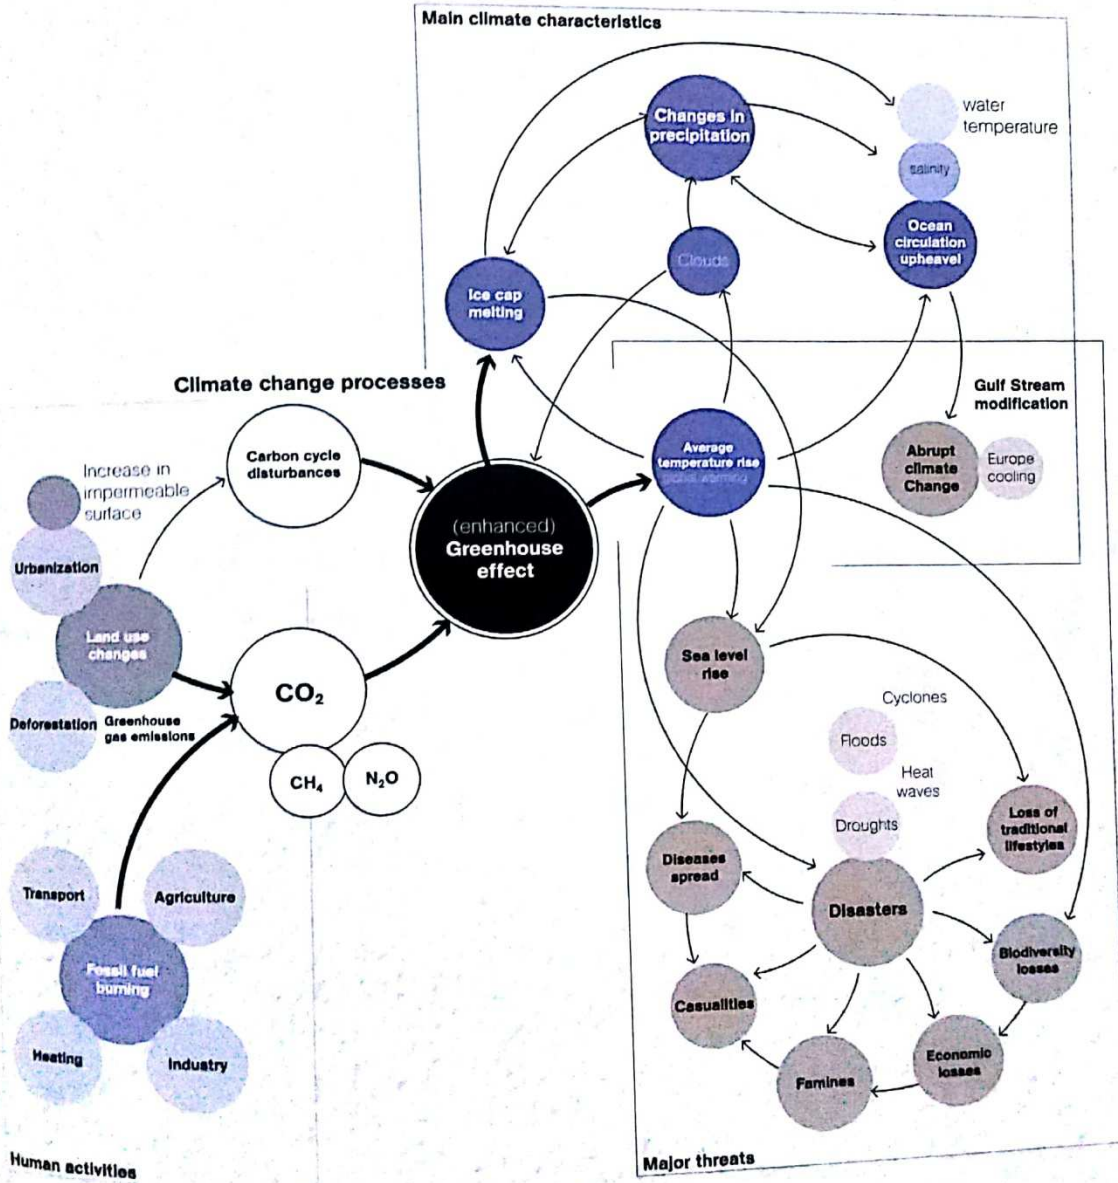 Main climate characteristics
Changes in
precipitation
water
temperature
salinity
Ocean
circulation
upheavel
Clouds
Ice cap
melting
Climate change processes
Gulf Stream
modification
Carbon cycle
disturbances
Average
temperature rise
global warming
Abrupt
climate
Change
Europe
cooling
Increase in
impermeable
surface
(enhanced)
Greenhouse
effect
Urbanization
Land use
changes
Sea level
rise
CO₂
Deforestation
Greenhouse
gas emissions
Cyclones
Floods
CH₄
N₂O
Heat
waves
Droughts
Loss of
traditional
lifestyles
Diseases
spread
Transport
Agriculture
Disasters
Fossil fuel
burning
Biodiversity
losses
Casualities
Heating
Industry
Economic
losses
Famines
Human activities
Major threats